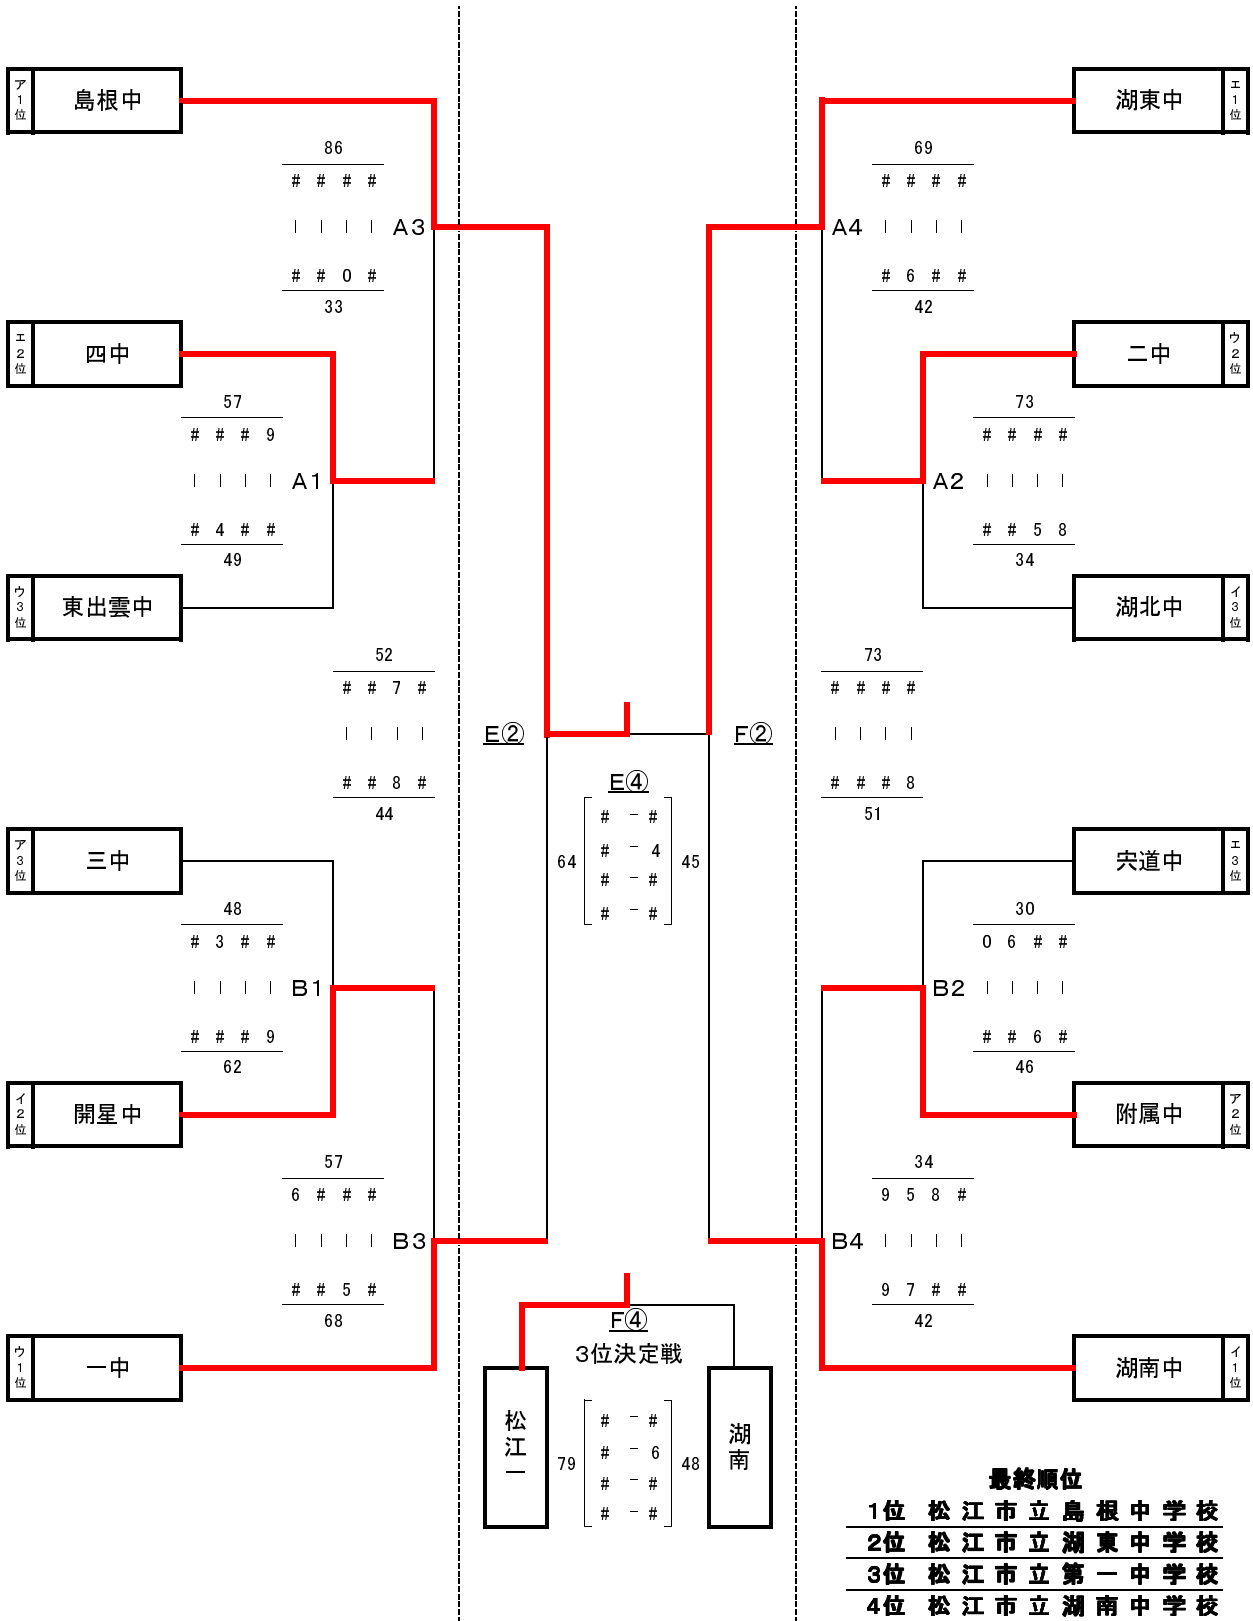 ア1位 島根中
湖東中 エ1位
86
# # # #
| | | | A3
# # 0 #
33
69
# # # #
A4 | | | |
# 6 # #
42
エ2位 四中
二中 ウ2位
57
# # # 9
| | | | A1
# 4 # #
49
73
# # # #
A2 | | | |
# # 5 8
34
ウ3位 東出雲中
湖北中 イ3位
52
# # 7 #
| | | | E②
# # 8 #
44
73
# # # #
F② | | | |
# # # 8
51
E④
# - #
# - 4
64 45
# - #
# - #
ア3位 三中
宍道中 エ3位
48
# 3 # #
| | | | B1
# # # 9
62
30
0 6 # #
B2 | | | |
# # 6 #
46
イ2位 開星中
附属中 ア2位
57
6 # # #
| | | | B3
# # 5 #
68
34
9 5 8 #
B4 | | | |
9 7 # #
42
ウ1位 一中
湖南中 イ1位
F④
3位決定戦
松江一
湖南
# - #
# - 6
79 48
# - #
# - #
最終順位
1位 松江市立島根中学校
2位 松江市立湖東中学校
3位 松江市立第一中学校
4位 松江市立湖南中学校